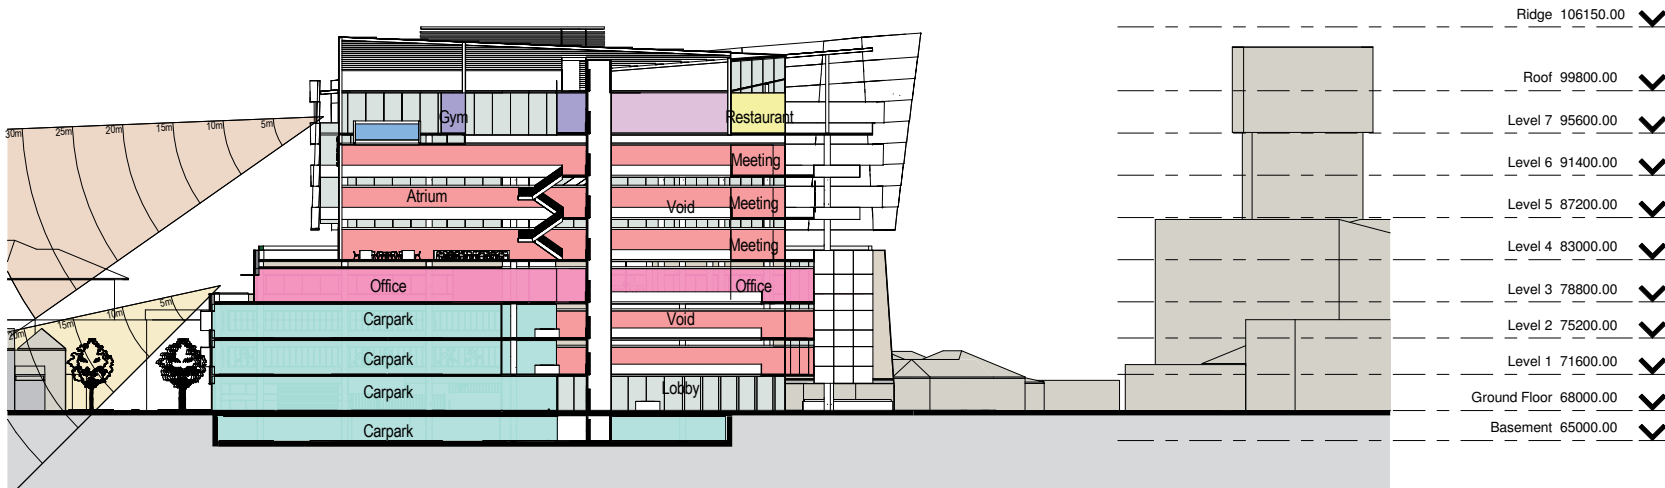 Ridge 106150.00
Roof 99800.00
Gym
Restaurant
Level 7 95600.00
30m 25m 20m 15m 10m 5m
Meeting
Level 6 91400.00
Atrium
Void
Meeting
Level 5 87200.00
Meeting
Level 4 83000.00
Office
Office
Level 3 78800.00
20m 15m 10m 5m
Carpark
Void
Level 2 75200.00
Carpark
Level 1 71600.00
Carpark
Lobby
Ground Floor 68000.00
Carpark
Basement 65000.00